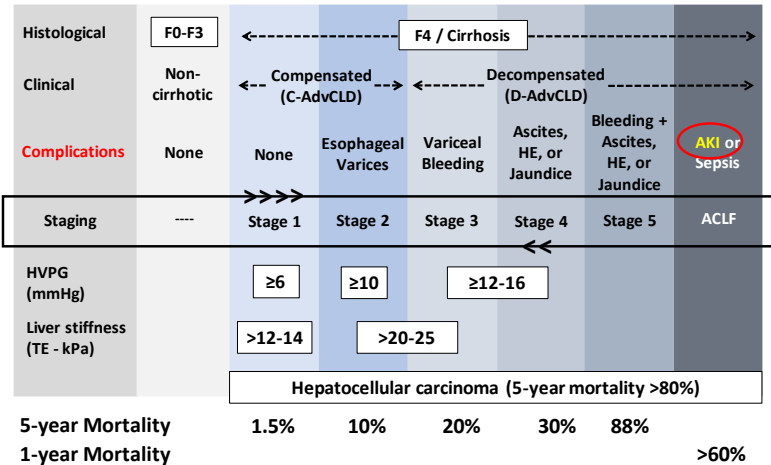 Histological F0-F3 F4 / Cirrhosis
Clinical Non-cirrhotic Compensated (C-AdvCLD) Decompensated (D-AdvCLD)
Complications None None Esophageal Varices Variceal Bleeding Ascites, HE, or Jaundice Bleeding + Ascites, HE, or Jaundice AKI or Sepsis
Staging ---- Stage 1 Stage 2 Stage 3 Stage 4 Stage 5 ACLF
HVPG (mmHg) ≥6 ≥10 ≥12-16
Liver stiffness (TE - kPa) >12-14 >20-25
Hepatocellular carcinoma (5-year mortality >80%)
5-year Mortality 1.5% 10% 20% 30% 88%
1-year Mortality >60%